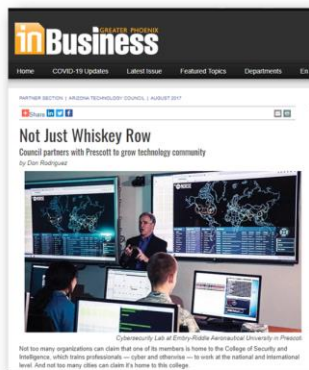 GREATER PHOENIX
in Business
Home COVID-19 Updates Latest Issue Featured Topics Departments En
PARTNER SECTION | ARIZONA TECHNOLOGY COUNCIL | AUGUST 2017
Share
Not Just Whiskey Row
Council partners with Prescott to grow technology community
by Don Rodriguez
NORSE
Cybersecurity Lab at Embry-Riddle Aeronautical University in Prescott
Not too many organizations can claim that one of its members is home to the College of Security and
Intelligence, which trains professionals — cyber and otherwise — to work at the national and international
level. And not too many cities can claim it's home to this college.